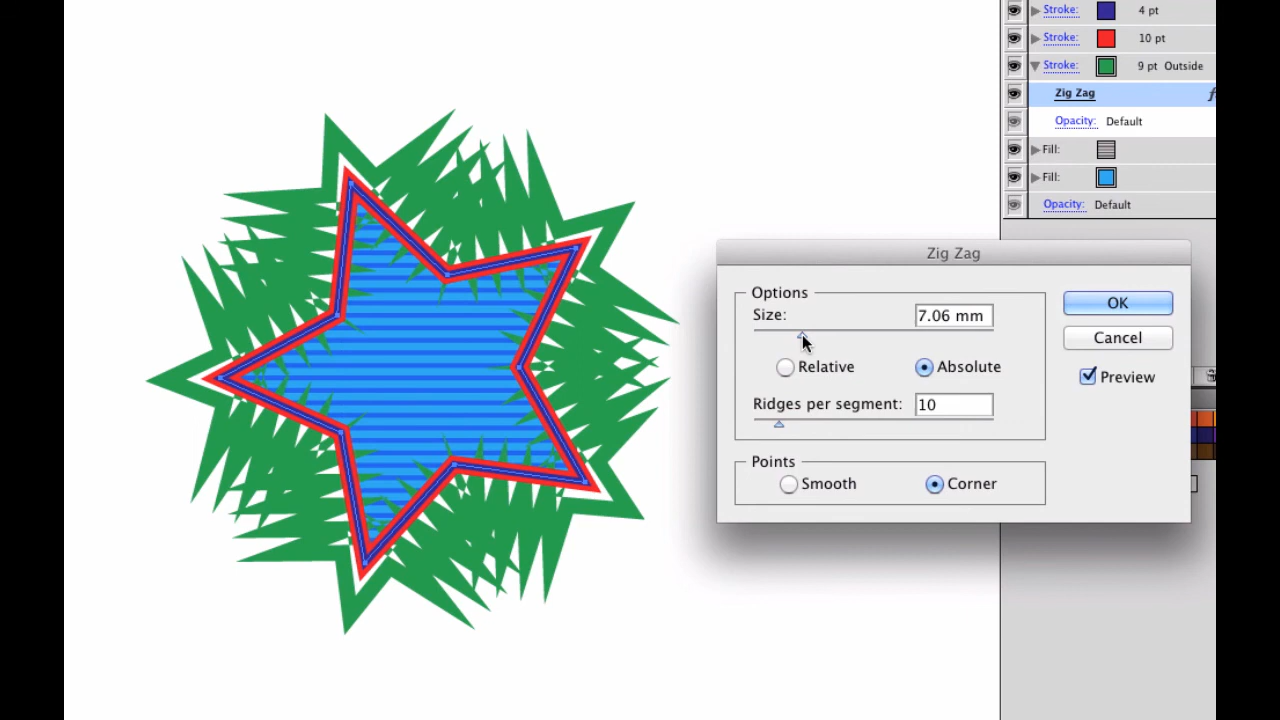 Stroke: 4 pt
Stroke: 10 pt
Stroke: 9 pt Outside
Zig Zag
Opacity: Default
Fill:
Fill:
Opacity: Default
Zig Zag
Options
Size: 7.06 mm
Relative Absolute
Ridges per segment: 10
Points
Smooth Corner
OK
Cancel
Preview